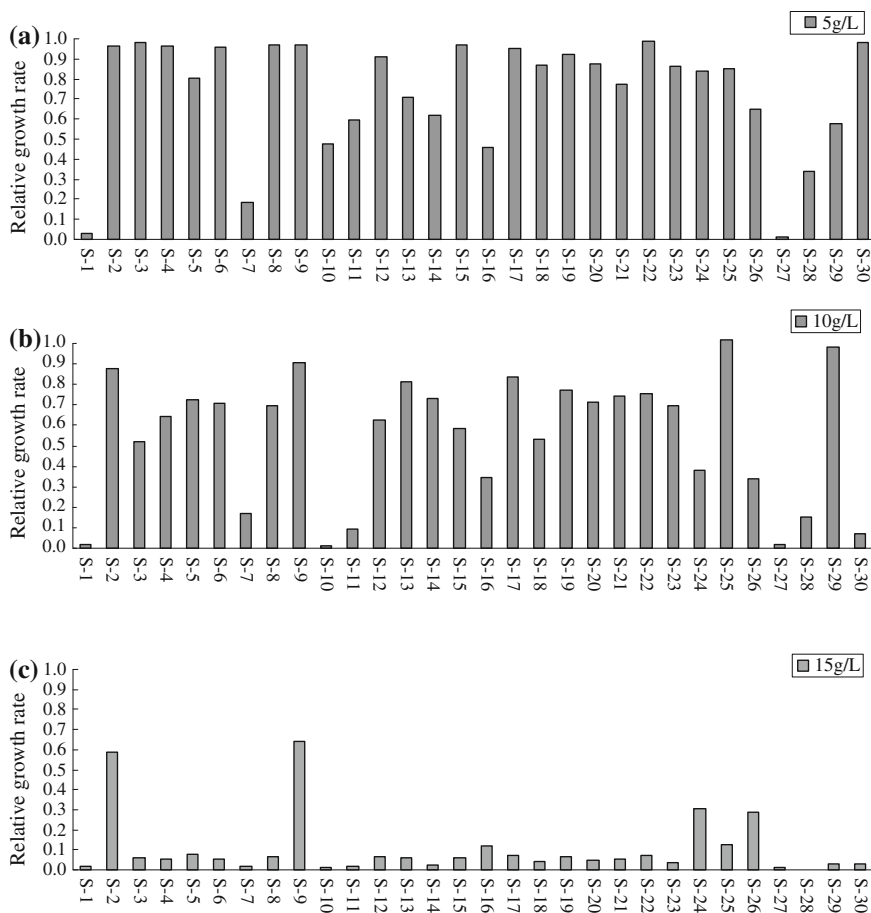 (a)
5g/L
Relative growth rate
1.0
0.9
0.8
0.7
0.6
0.5
0.4
0.3
0.2
0.1
0.0
S-1
S-2
S-3
S-4
S-5
S-6
S-7
S-8
S-9
S-10
S-11
S-12
S-13
S-14
S-15
S-16
S-17
S-18
S-19
S-20
S-21
S-22
S-23
S-24
S-25
S-26
S-27
S-28
S-29
S-30
(b)
10g/L
Relative growth rate
1.0
0.9
0.8
0.7
0.6
0.5
0.4
0.3
0.2
0.1
0.0
S-1
S-2
S-3
S-4
S-5
S-6
S-7
S-8
S-9
S-10
S-11
S-12
S-13
S-14
S-15
S-16
S-17
S-18
S-19
S-20
S-21
S-22
S-23
S-24
S-25
S-26
S-27
S-28
S-29
S-30
(c)
15g/L
Relative growth rate
1.0
0.9
0.8
0.7
0.6
0.5
0.4
0.3
0.2
0.1
0.0
S-1
S-2
S-3
S-4
S-5
S-6
S-7
S-8
S-9
S-10
S-11
S-12
S-13
S-14
S-15
S-16
S-17
S-18
S-19
S-20
S-21
S-22
S-23
S-24
S-25
S-26
S-27
S-28
S-29
S-30